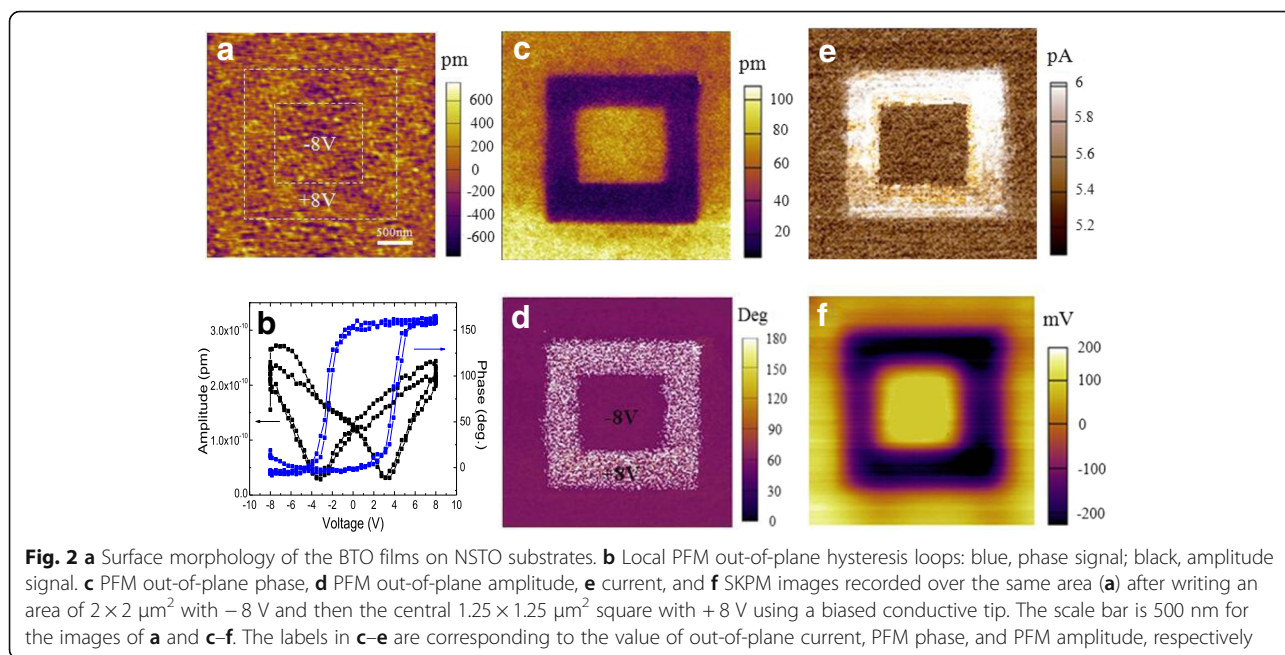 a
-8V
+8V
500nm
pm
600
400
200
0
-200
-400
-600
c
pm
100
80
60
40
20
e
pA
6
5.8
5.6
5.4
5.2
b
3.0x10⁻¹⁰
2.0x10⁻¹⁰
1.0x10⁻¹⁰
0.0
Amplitude (pm)
150
100
50
0
Phase (deg.)
-10 -8 -6 -4 -2 0 2 4 6 8 10
Voltage (V)
d
-8V
+8V
Deg
180
150
120
90
60
30
0
f
mV
200
100
0
-100
-200
Fig. 2 a Surface morphology of the BTO films on NSTO substrates. b Local PFM out-of-plane hysteresis loops: blue, phase signal; black, amplitude
signal. c PFM out-of-plane phase, d PFM out-of-plane amplitude, e current, and f SKPM images recorded over the same area (a) after writing an
area of 2 × 2 μm² with − 8 V and then the central 1.25 × 1.25 μm² square with + 8 V using a biased conductive tip. The scale bar is 500 nm for
the images of a and c–f. The labels in c–e are corresponding to the value of out-of-plane current, PFM phase, and PFM amplitude, respectively